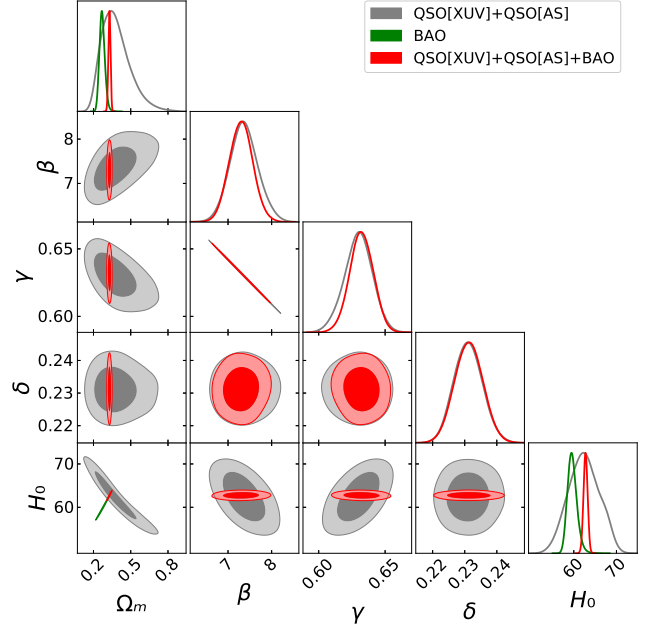 QSO[XUV]+QSO[AS]
BAO
QSO[XUV]+QSO[AS]+BAO
8
7
β
0.65
0.60
γ
0.24
0.23
0.22
δ
70
60
H₀
0.2 0.5 0.8
7 8
0.60 0.65
0.22 0.23 0.24
60 70
Ωₘ
β
γ
δ
H₀